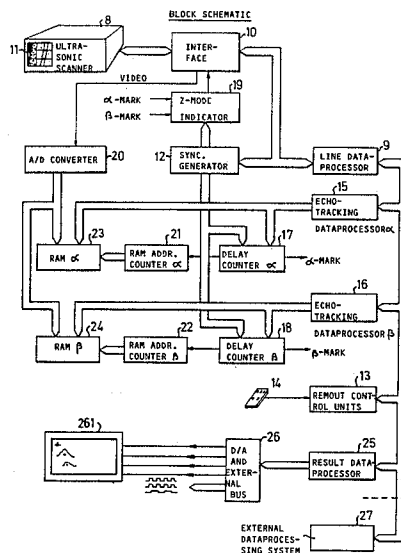 BLOCK SCHEMATIC
8
10
11
ULTRA-
SONIC
SCANNER
INTER-
FACE
VIDEO
19
α-MARK
β-MARK
Z-MODE
INDICATOR
20
12
9
A/D CONVERTER
SYNC.
GENERATOR
LINE DATA-
PROCESSOR
15
ECHO-
TRACKING
DATAPROCESSOR α
23
21
17
RAM α
RAM ADDR.
COUNTER α
DELAY
COUNTER α
α-MARK
16
ECHO-
TRACKING
DATAPROCESSOR β
24
22
18
RAM β
RAM ADDR.
COUNTER β
DELAY
COUNTER β
β-MARK
14
13
REMOUT CONT-
ROL UNITS
261
26
25
D/A
AND
EXTER-
NAL
BUS
RESULT DATA-
PROCESSOR
27
EXTERNAL
DATAPROCES-
SING SYSTEM